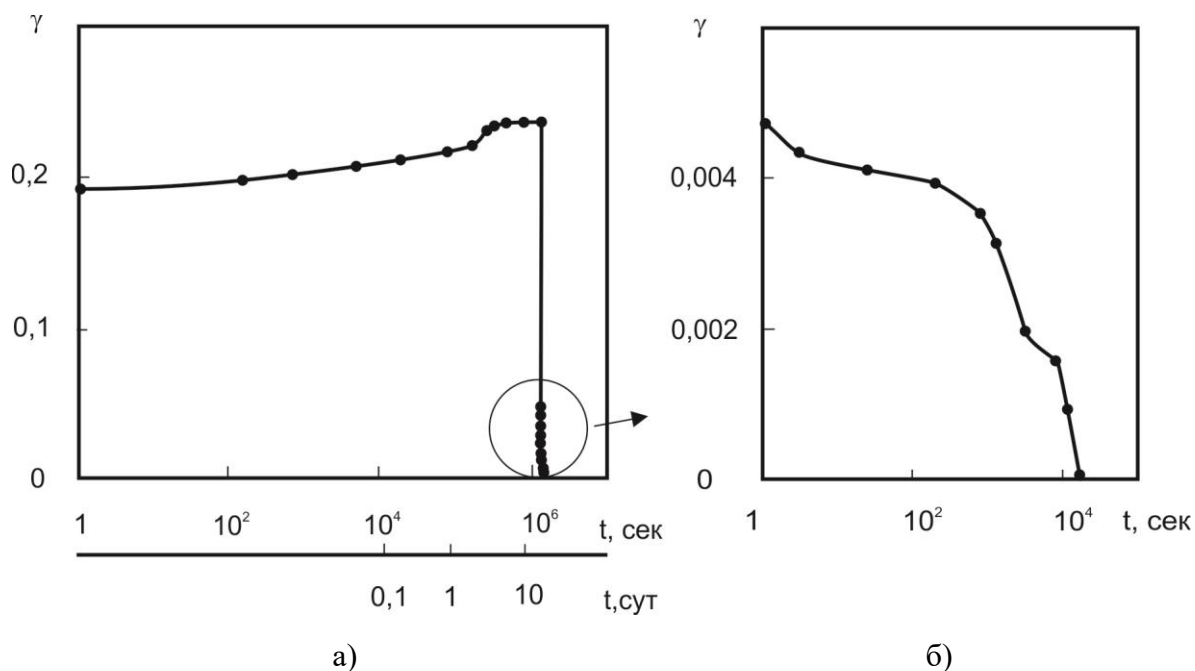 γ
0,2
0,1
0
1 10² 10⁴ 10⁶ t, сек
0,1 1 10 t,сут
а)
γ
0,004
0,002
0
1 10² 10⁴ t, сек
б)